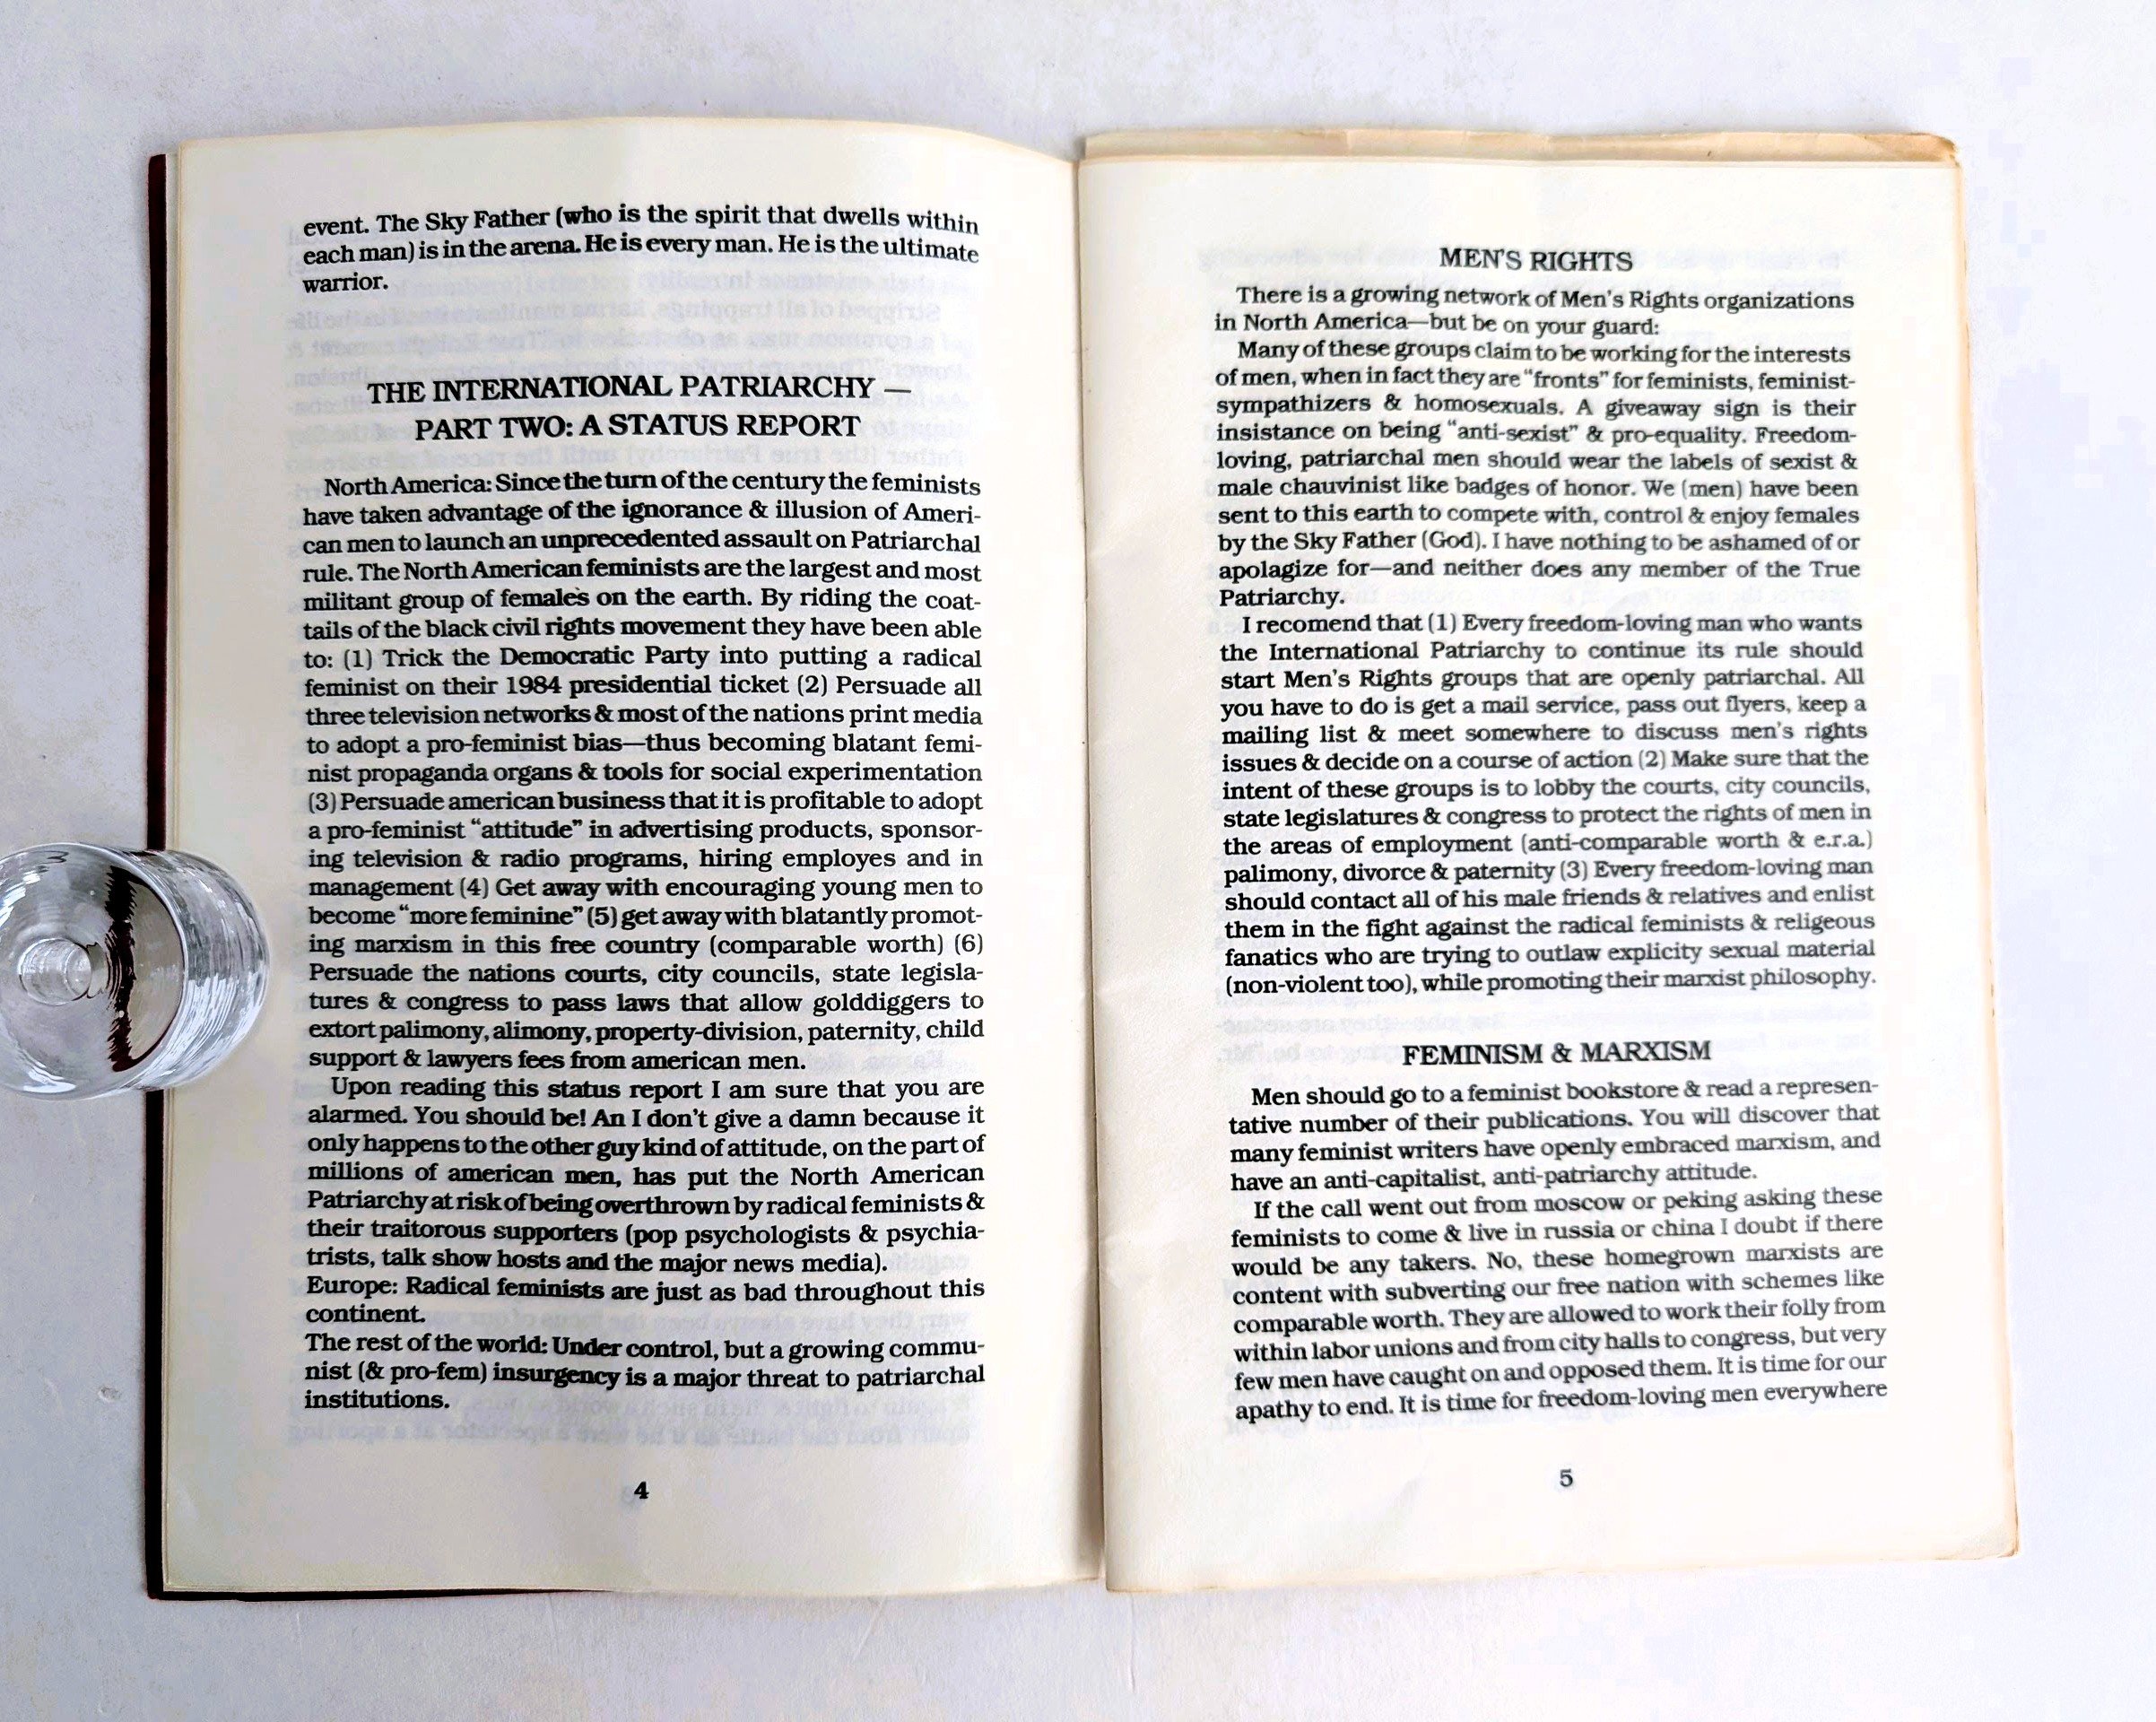 event. The Sky Father (who is the spirit that dwells within
each man) is in the arena. He is every man. He is the ultimate
warrior.
THE INTERNATIONAL PATRIARCHY —
PART TWO: A STATUS REPORT
North America: Since the turn of the century the feminists
have taken advantage of the ignorance & illusion of Ameri-
can men to launch an unprecedented assault on Patriarchal
rule. The North American feminists are the largest and most
militant group of females on the earth. By riding the coat-
tails of the black civil rights movement they have been able
to: (1) Trick the Democratic Party into putting a radical
feminist on their 1984 presidential ticket (2) Persuade all
three television networks & most of the nations print media
to adopt a pro-feminist bias—thus becoming blatant femi-
nist propaganda organs & tools for social experimentation
(3) Persuade american business that it is profitable to adopt
a pro-feminist “attitude” in advertising products, sponsor-
ing television & radio programs, hiring employes and in
management (4) Get away with encouraging young men to
become “more feminine” (5) get away with blatantly promot-
ing marxism in this free country (comparable worth) (6)
Persuade the nations courts, city councils, state legisla-
tures & congress to pass laws that allow golddiggers to
extort palimony, alimony, property-division, paternity, child
support & lawyers fees from american men.
Upon reading this status report I am sure that you are
alarmed. You should be! An I don't give a damn because it
only happens to the other guy kind of attitude, on the part of
millions of american men, has put the North American
Patriarchy at risk of being overthrown by radical feminists &
their traitorous supporters (pop psychologists & psychia-
trists, talk show hosts and the major news media).
Europe: Radical feminists are just as bad throughout this
continent.
The rest of the world: Under control, but a growing commu-
nist (& pro-fem) insurgency is a major threat to patriarchal
institutions.
4
MEN'S RIGHTS
There is a growing network of Men's Rights organizations
in North America—but be on your guard:
Many of these groups claim to be working for the interests
of men, when in fact they are “fronts” for feminists, feminist-
sympathizers & homosexuals. A giveaway sign is their
insistance on being “anti-sexist” & pro-equality. Freedom-
loving, patriarchal men should wear the labels of sexist &
male chauvinist like badges of honor. We (men) have been
sent to this earth to compete with, control & enjoy females
by the Sky Father (God). I have nothing to be ashamed of or
apolagize for—and neither does any member of the True
Patriarchy.
I recomend that (1) Every freedom-loving man who wants
the International Patriarchy to continue its rule should
start Men's Rights groups that are openly patriarchal. All
you have to do is get a mail service, pass out flyers, keep a
mailing list & meet somewhere to discuss men's rights
issues & decide on a course of action (2) Make sure that the
intent of these groups is to lobby the courts, city councils,
state legislatures & congress to protect the rights of men in
the areas of employment (anti-comparable worth & e.r.a.)
palimony, divorce & paternity (3) Every freedom-loving man
should contact all of his male friends & relatives and enlist
them in the fight against the radical feminists & religeous
fanatics who are trying to outlaw explicity sexual material
(non-violent too), while promoting their marxist philosophy.
FEMINISM & MARXISM
Men should go to a feminist bookstore & read a represen-
tative number of their publications. You will discover that
many feminist writers have openly embraced marxism, and
have an anti-capitalist, anti-patriarchy attitude.
If the call went out from moscow or peking asking these
feminists to come & live in russia or china I doubt if there
would be any takers. No, these homegrown marxists are
content with subverting our free nation with schemes like
comparable worth. They are allowed to work their folly from
within labor unions and from city halls to congress, but very
few men have caught on and opposed them. It is time for our
apathy to end. It is time for freedom-loving men everywhere
5